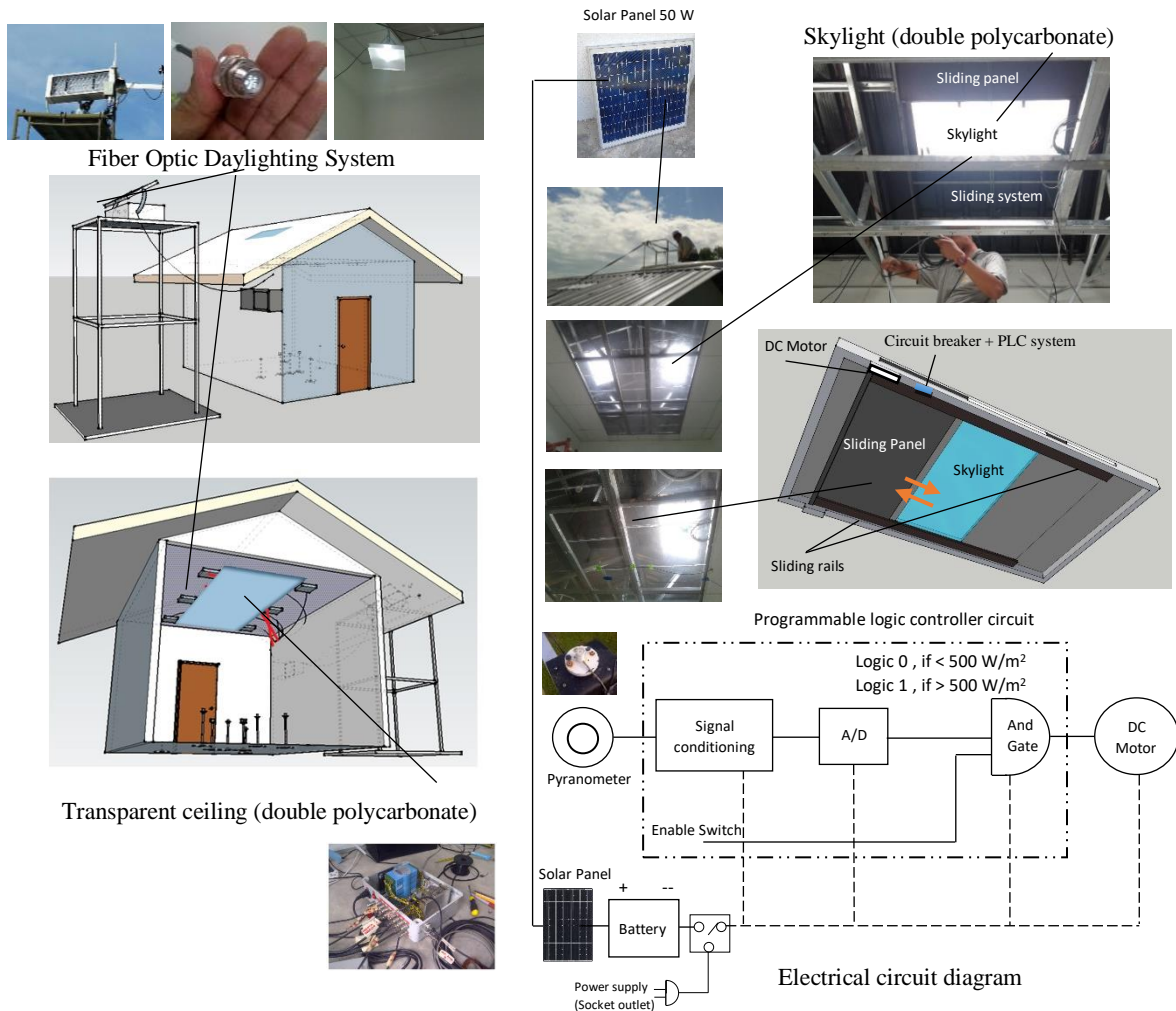 Solar Panel 50 W
Skylight (double polycarbonate)
Sliding panel
Skylight
Sliding system
Fiber Optic Daylighting System
DC Motor
Circuit breaker + PLC system
Sliding Panel
Skylight
Sliding rails
Transparent ceiling (double polycarbonate)
Programmable logic controller circuit
Logic 0 , if < 500 W/m²
Logic 1 , if > 500 W/m²
Signal
conditioning
A/D
And
Gate
DC
Motor
Pyranometer
Enable Switch
Solar Panel
+ --
Battery
Power supply
(Socket outlet)
Electrical circuit diagram